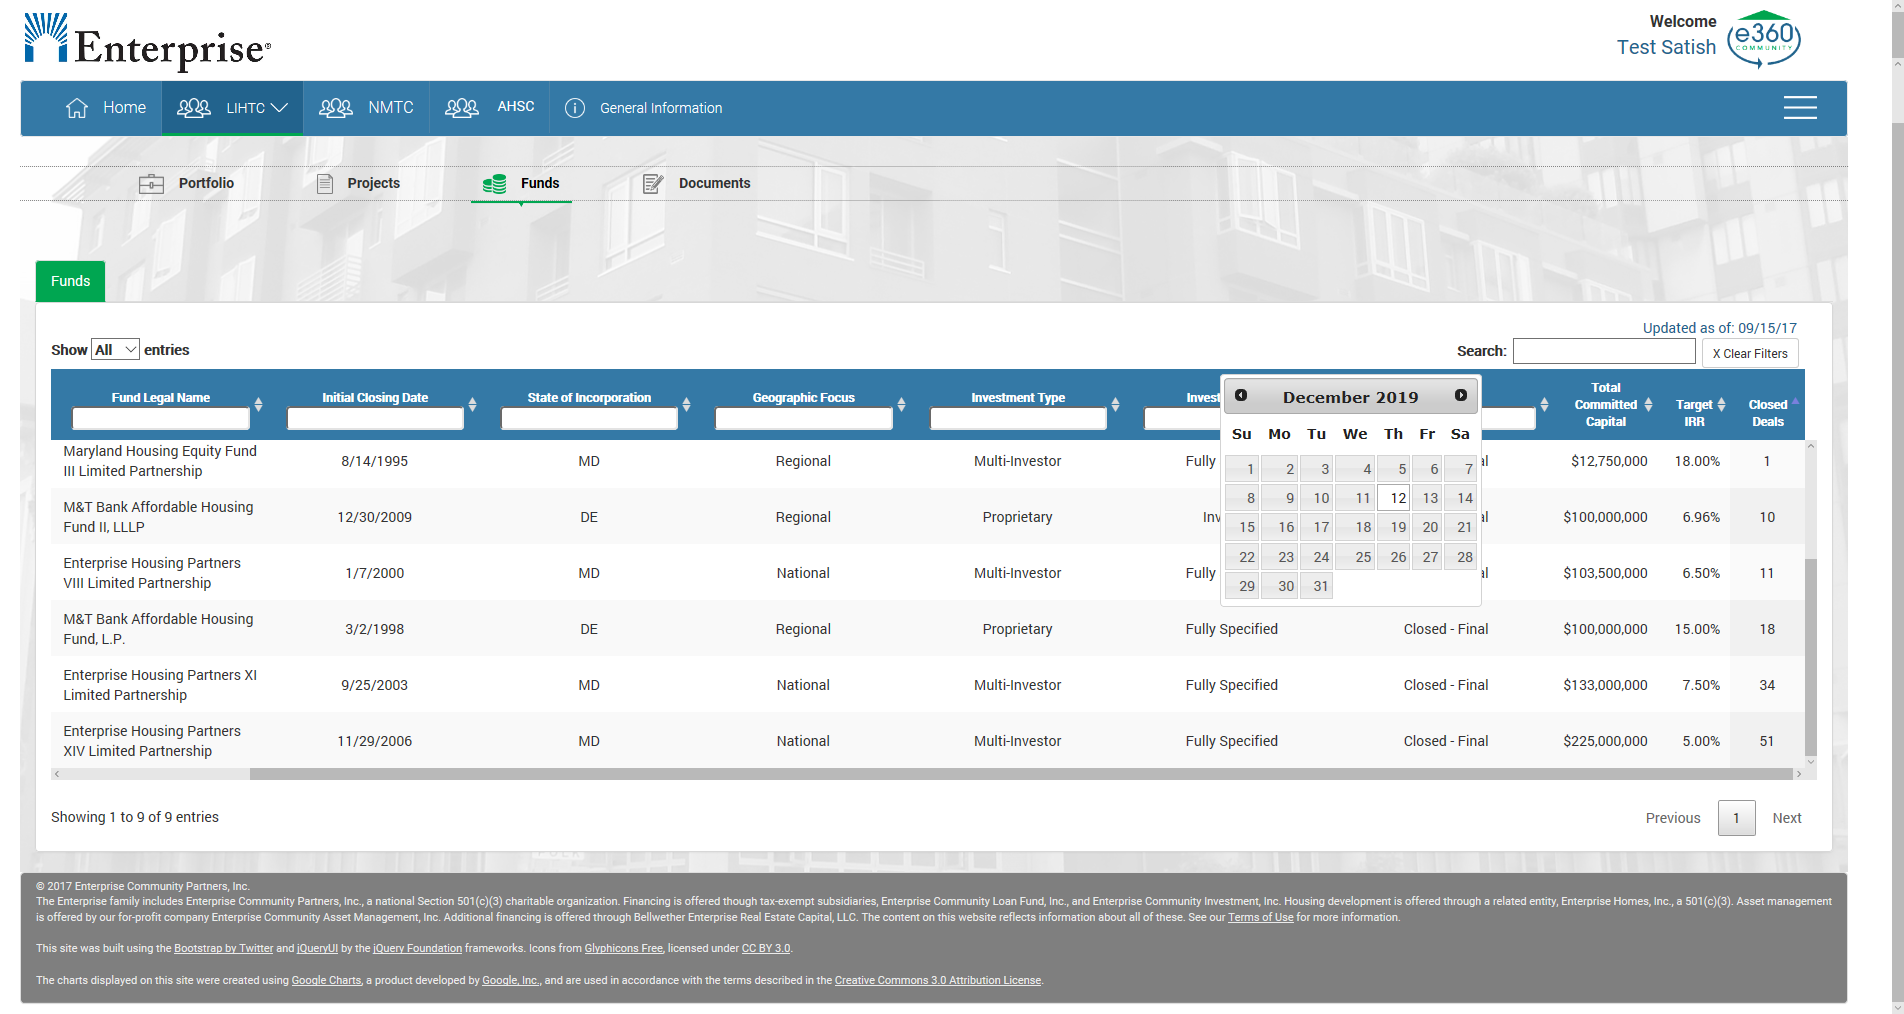 Enterprise®
Welcome
Test Satish
e360
COMMUNITY
Home
LIHTC
NMTC
AHSC
General Information
Portfolio
Projects
Funds
Documents
Funds
Updated as of: 09/15/17
Show All entries
Search:
X Clear Filters
Fund Legal Name
Initial Closing Date
State of Incorporation
Geographic Focus
Investment Type
Invest
Total Committed Capital
Target IRR
Closed Deals
December 2019
Su Mo Tu We Th Fr Sa
1 2 3 4 5 6 7
8 9 10 11 12 13 14
15 16 17 18 19 20 21
22 23 24 25 26 27 28
29 30 31
Maryland Housing Equity Fund III Limited Partnership 8/14/1995 MD Regional Multi-Investor Fully $12,750,000 18.00% 1
M&T Bank Affordable Housing Fund II, LLLP 12/30/2009 DE Regional Proprietary Inv $100,000,000 6.96% 10
Enterprise Housing Partners VIII Limited Partnership 1/7/2000 MD National Multi-Investor Fully $103,500,000 6.50% 11
M&T Bank Affordable Housing Fund, L.P. 3/2/1998 DE Regional Proprietary Fully Specified Closed - Final $100,000,000 15.00% 18
Enterprise Housing Partners XI Limited Partnership 9/25/2003 MD National Multi-Investor Fully Specified Closed - Final $133,000,000 7.50% 34
Enterprise Housing Partners XIV Limited Partnership 11/29/2006 MD National Multi-Investor Fully Specified Closed - Final $225,000,000 5.00% 51
Showing 1 to 9 of 9 entries
Previous 1 Next
© 2017 Enterprise Community Partners, Inc.
The Enterprise family includes Enterprise Community Partners, Inc., a national Section 501(c)(3) charitable organization. Financing is offered though tax-exempt subsidiaries, Enterprise Community Loan Fund, Inc., and Enterprise Community Investment, Inc. Housing development is offered through a related entity, Enterprise Homes, Inc., a 501(c)(3). Asset management
is offered by our for-profit company Enterprise Community Asset Management, Inc. Additional financing is offered through Bellwether Enterprise Real Estate Capital, LLC. The content on this website reflects information about all of these. See our Terms of Use for more information.
This site was built using the Bootstrap by Twitter and jQueryUI by the jQuery Foundation frameworks. Icons from Glyphicons Free, licensed under CC BY 3.0.
The charts displayed on this site were created using Google Charts, a product developed by Google, Inc., and are used in accordance with the terms described in the Creative Commons 3.0 Attribution License.